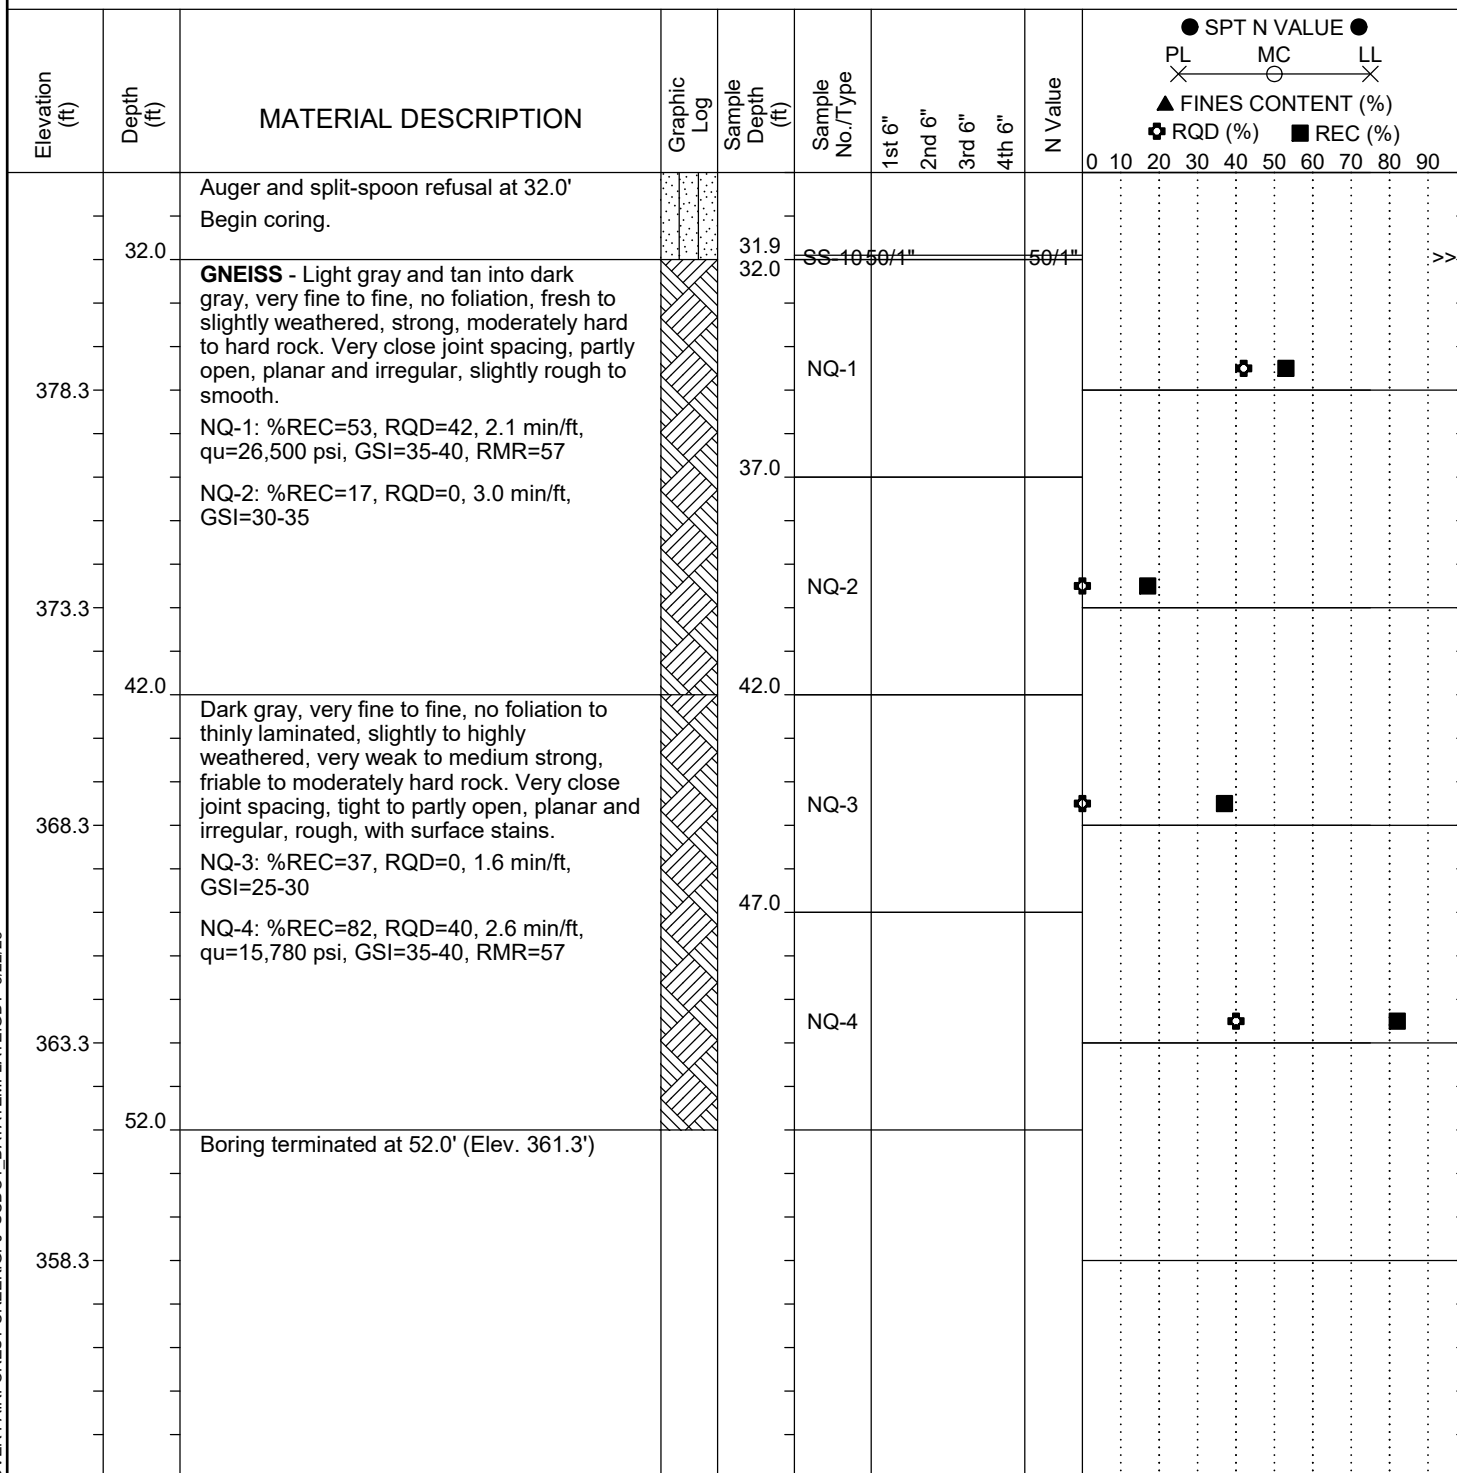 ● SPT N VALUE ●
PL MC LL
▲ FINES CONTENT (%)
RQD (%) ■ REC (%)
0 10 20 30 40 50 60 70 80 90
Elevation (ft)
Depth (ft)
MATERIAL DESCRIPTION
Graphic Log
Sample Depth (ft)
Sample No./Type
1st 6"
2nd 6"
3rd 6"
4th 6"
N Value
Auger and split-spoon refusal at 32.0'
Begin coring.
32.0
31.9
SS-10 50/1" 50/1" >>
32.0
GNEISS - Light gray and tan into dark
gray, very fine to fine, no foliation, fresh to
slightly weathered, strong, moderately hard
to hard rock. Very close joint spacing, partly
open, planar and irregular, slightly rough to
smooth.
NQ-1
378.3
NQ-1: %REC=53, RQD=42, 2.1 min/ft,
qu=26,500 psi, GSI=35-40, RMR=57
37.0
NQ-2: %REC=17, RQD=0, 3.0 min/ft,
GSI=30-35
NQ-2
373.3
42.0
42.0
Dark gray, very fine to fine, no foliation to
thinly laminated, slightly to highly
weathered, very weak to medium strong,
friable to moderately hard rock. Very close
joint spacing, tight to partly open, planar and
irregular, rough, with surface stains.
NQ-3
368.3
NQ-3: %REC=37, RQD=0, 1.6 min/ft,
GSI=25-30
47.0
NQ-4: %REC=82, RQD=40, 2.6 min/ft,
qu=15,780 psi, GSI=35-40, RMR=57
NQ-4
363.3
52.0
Boring terminated at 52.0' (Elev. 361.3')
358.3